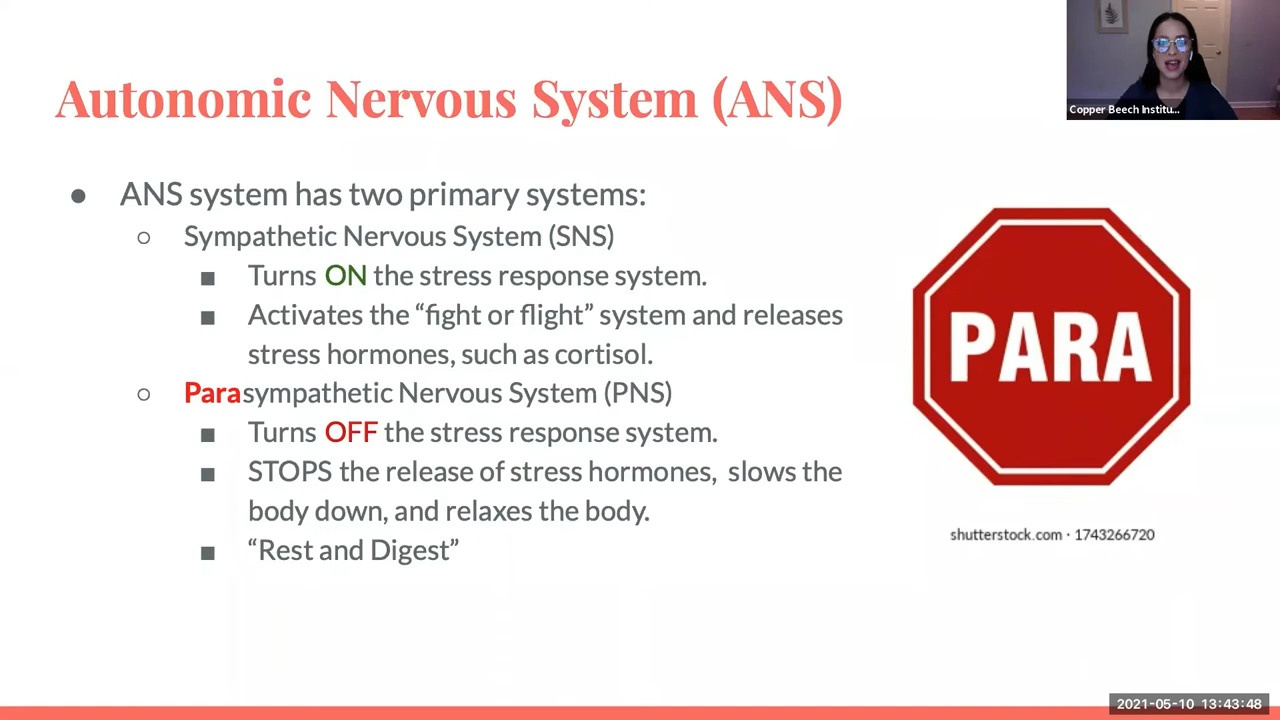 Copper Beech Institu...
Autonomic Nervous System (ANS)
● ANS system has two primary systems:
○ Sympathetic Nervous System (SNS)
■ Turns ON the stress response system.
■ Activates the “fight or flight” system and releases
stress hormones, such as cortisol.
○ Parasympathetic Nervous System (PNS)
■ Turns OFF the stress response system.
■ STOPS the release of stress hormones, slows the
body down, and relaxes the body.
■ “Rest and Digest”
PARA
shutterstock.com · 1743266720
2021-05-10 13:43:48